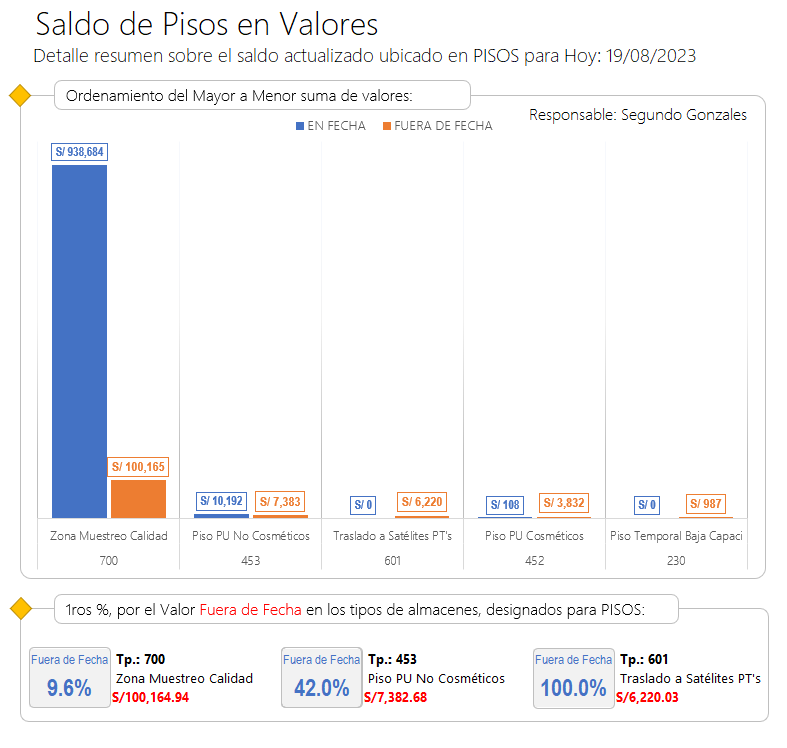 Saldo de Pisos en Valores
Detalle resumen sobre el saldo actualizado ubicado en PISOS para Hoy: 19/08/2023
Ordenamiento del Mayor a Menor suma de valores:
Responsable: Segundo Gonzales
EN FECHA FUERA DE FECHA
S/ 938,684
S/ 100,165
S/ 10,192 S/ 7,383 S/ 0 S/ 6,220 S/ 108 S/ 3,832 S/ 0 S/ 987
Zona Muestreo Calidad Piso PU No Cosméticos Traslado a Satélites PT's Piso PU Cosméticos Piso Temporal Baja Capaci
700 453 601 452 230
1ros %, por el Valor Fuera de Fecha en los tipos de almacenes, designados para PISOS:
Fuera de Fecha Tp.: 700 Fuera de Fecha Tp.: 453 Fuera de Fecha Tp.: 601
9.6% Zona Muestreo Calidad 42.0% Piso PU No Cosméticos 100.0% Traslado a Satélites PT's
S/100,164.94 S/7,382.68 S/6,220.03